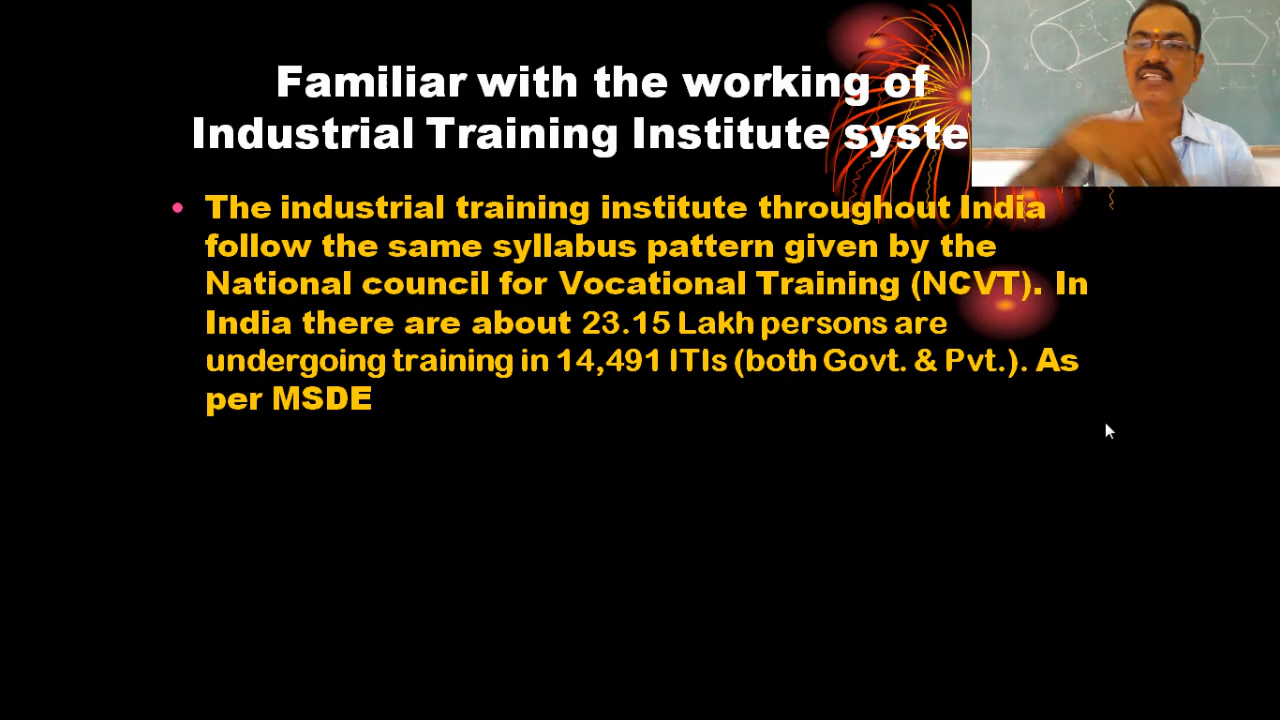 Familiar with the working of
Industrial Training Institute syste
The industrial training institute throughout India
follow the same syllabus pattern given by the
National council for Vocational Training (NCVT). In
India there are about 23.15 Lakh persons are
undergoing training in 14,491 ITIs (both Govt. & Pvt.). As
per MSDE